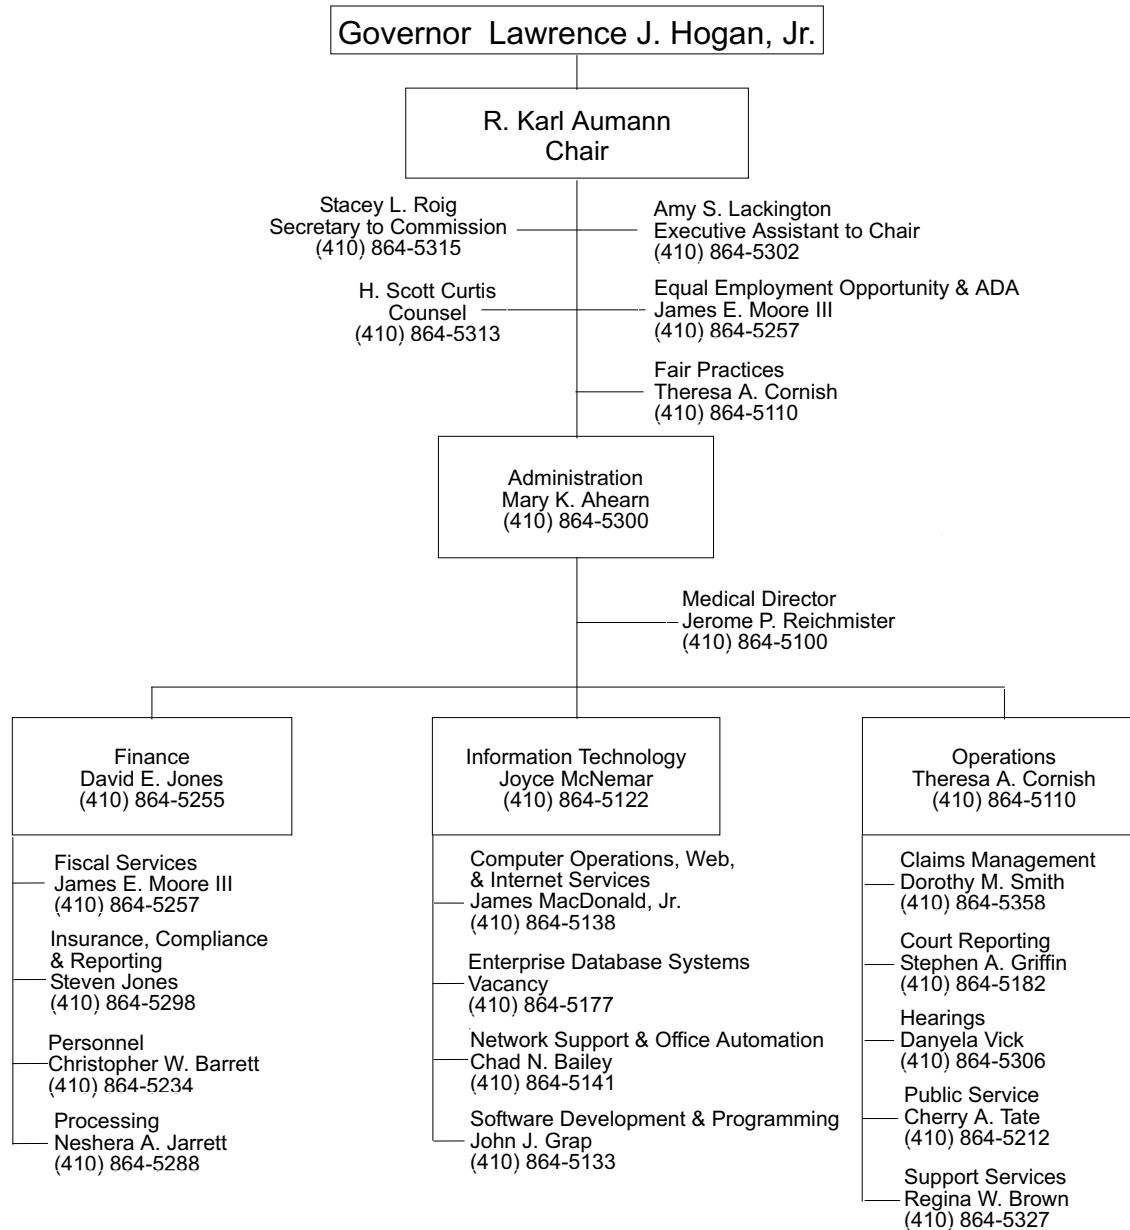 Governor Lawrence J. Hogan, Jr.
R. Karl Aumann
Chair
Stacey L. Roig
Secretary to Commission
(410) 864-5315
Amy S. Lackington
Executive Assistant to Chair
(410) 864-5302
H. Scott Curtis
Counsel
(410) 864-5313
Equal Employment Opportunity & ADA
James E. Moore III
(410) 864-5257
Fair Practices
Theresa A. Cornish
(410) 864-5110
Administration
Mary K. Ahearn
(410) 864-5300
Medical Director
Jerome P. Reichmister
(410) 864-5100
Finance
David E. Jones
(410) 864-5255
Fiscal Services
James E. Moore III
(410) 864-5257
Insurance, Compliance
& Reporting
Steven Jones
(410) 864-5298
Personnel
Christopher W. Barrett
(410) 864-5234
Processing
Neshera A. Jarrett
(410) 864-5288
Information Technology
Joyce McNemar
(410) 864-5122
Computer Operations, Web,
& Internet Services
James MacDonald, Jr.
(410) 864-5138
Enterprise Database Systems
Vacancy
(410) 864-5177
Network Support & Office Automation
Chad N. Bailey
(410) 864-5141
Software Development & Programming
John J. Grap
(410) 864-5133
Operations
Theresa A. Cornish
(410) 864-5110
Claims Management
Dorothy M. Smith
(410) 864-5358
Court Reporting
Stephen A. Griffin
(410) 864-5182
Hearings
Danyela Vick
(410) 864-5306
Public Service
Cherry A. Tate
(410) 864-5212
Support Services
Regina W. Brown
(410) 864-5327